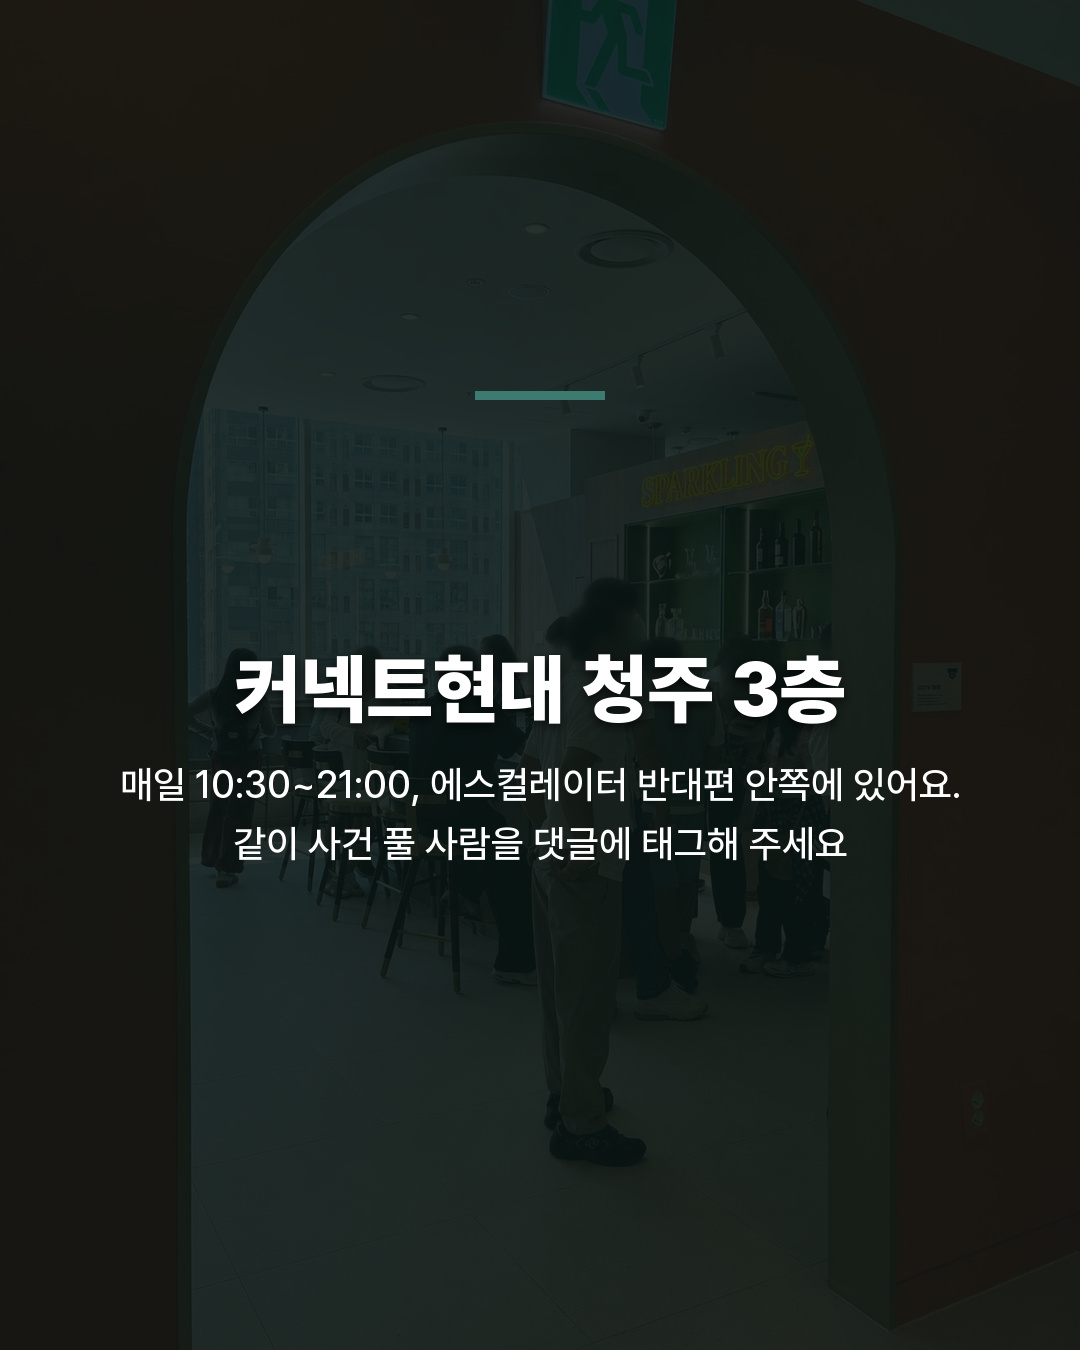 SPARKLING
커넥트현대 청주 3층
매일 10:30~21:00, 에스컬레이터 반대편 안쪽에 있어요.
같이 사건 풀 사람을 댓글에 태그해 주세요